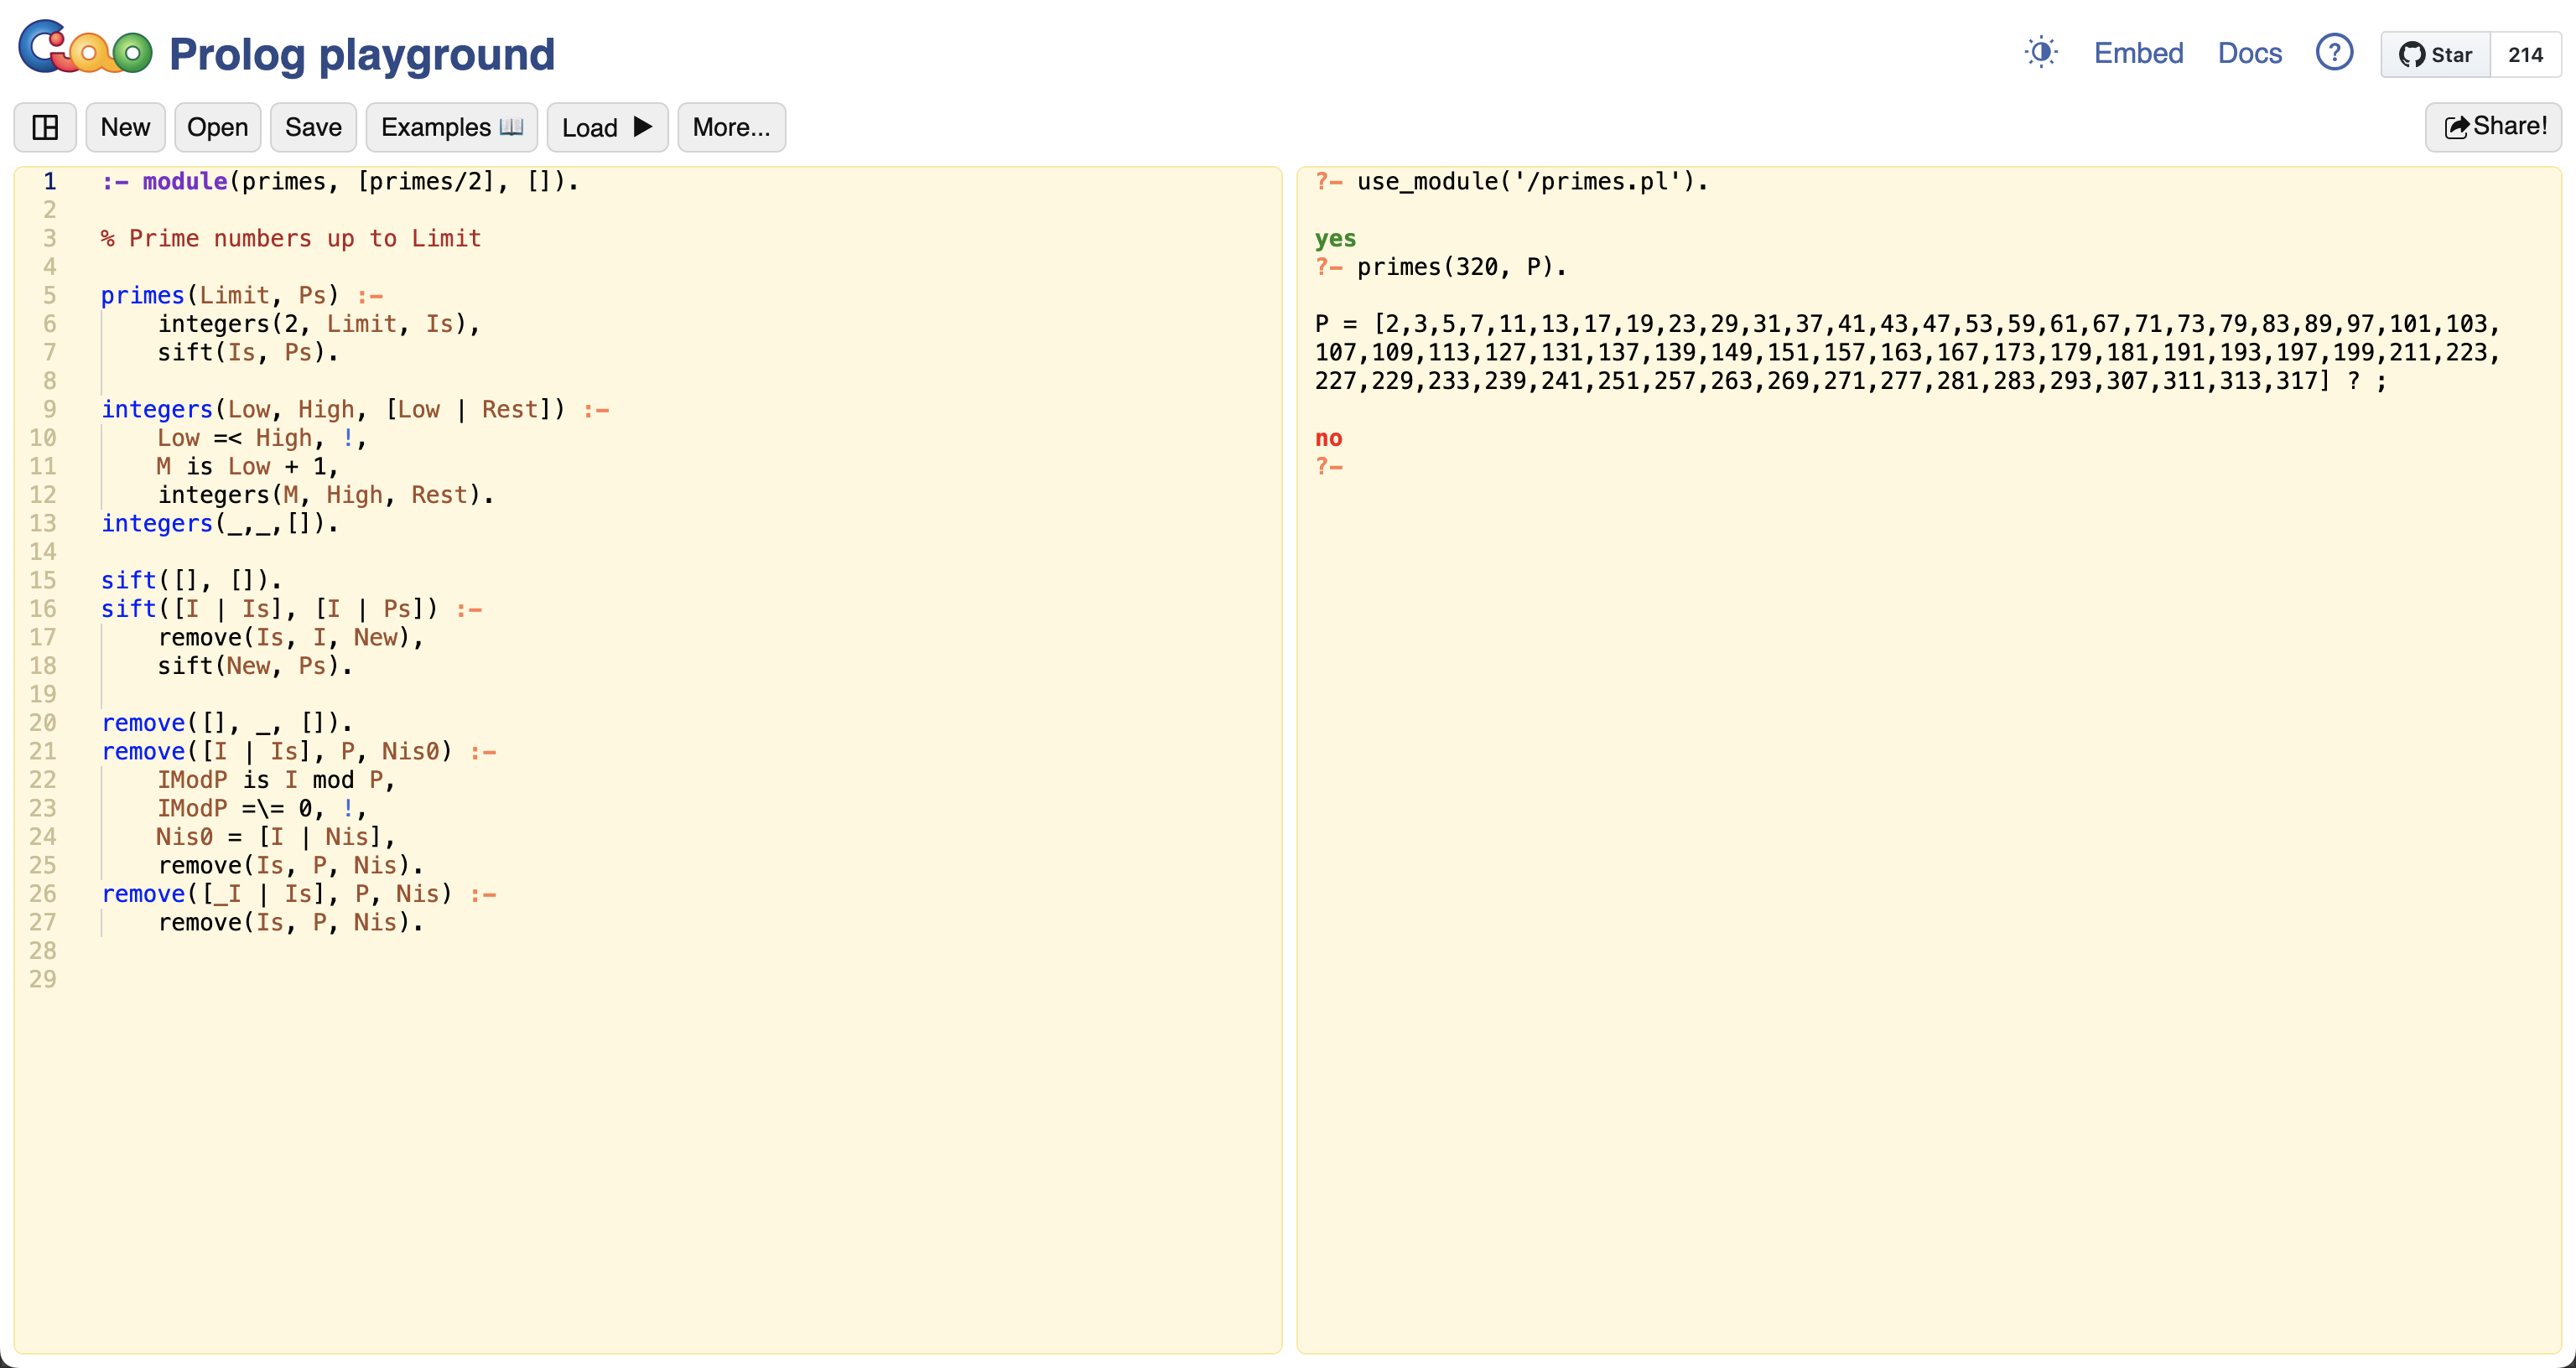 Ciao Prolog playground
Embed Docs ? Star 214
New Open Save Examples Load More... Share!
1 :- module(primes, [primes/2], []).
2
3 % Prime numbers up to Limit
4
5 primes(Limit, Ps) :-
6     integers(2, Limit, Is),
7     sift(Is, Ps).
8
9 integers(Low, High, [Low | Rest]) :-
10     Low =< High, !,
11     M is Low + 1,
12     integers(M, High, Rest).
13 integers(_,_,[]).
14
15 sift([], []).
16 sift([I | Is], [I | Ps]) :-
17     remove(Is, I, New),
18     sift(New, Ps).
19
20 remove([], _, []).
21 remove([I | Is], P, Nis0) :-
22     IModP is I mod P,
23     IModP =\= 0, !,
24     Nis0 = [I | Nis],
25     remove(Is, P, Nis).
26 remove([_I | Is], P, Nis) :-
27     remove(Is, P, Nis).
28
29
?- use_module('/primes.pl').
yes
?- primes(320, P).
P = [2,3,5,7,11,13,17,19,23,29,31,37,41,43,47,53,59,61,67,71,73,79,83,89,97,101,103,
107,109,113,127,131,137,139,149,151,157,163,167,173,179,181,191,193,197,199,211,223,
227,229,233,239,241,251,257,263,269,271,277,281,283,293,307,311,313,317] ? ;
no
?-